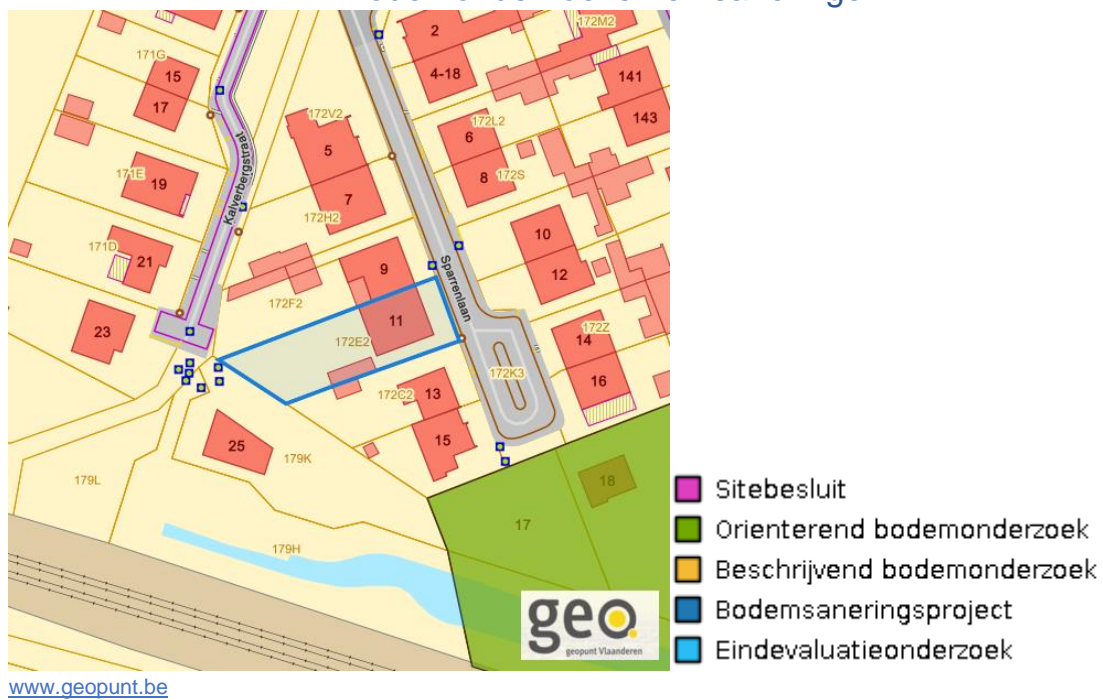 172M2
2
171G
4-18
15
141
17
172V2
172L2
143
5
6
Kalverbergstraat
8
172S
171E
19
7
172H2
10
171D
Sparrenlaan
21
9
12
172F2
11
23
172E2
172Z
14
172K3
16
172C2
13
15
25
179K
179L
18
17
179H
geo.
geopunt Vlaanderen
Sitebesluit
Orienterend bodemonderzoek
Beschrijvend bodemonderzoek
Bodemsaneringsproject
Eindevaluatieonderzoek
www.geopunt.be